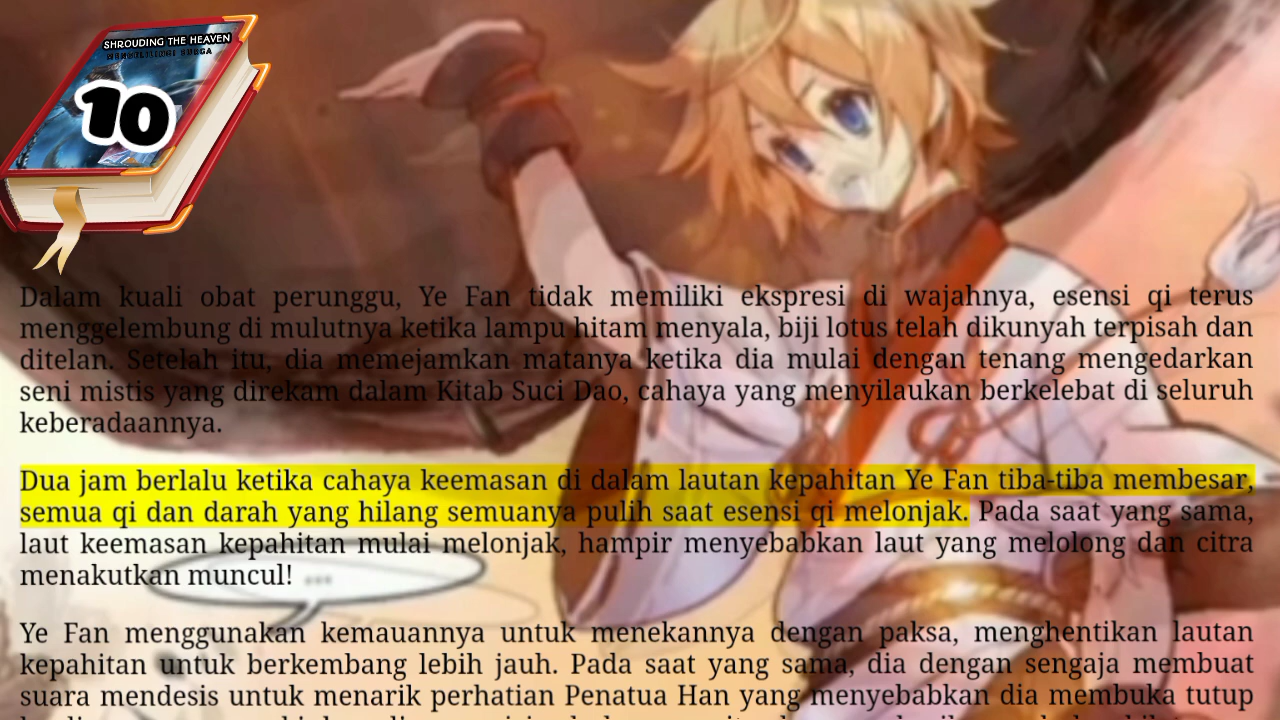 SHROUDING THE HEAVEN
10
Dalam kuali obat perunggu, Ye Fan tidak memiliki ekspresi di wajahnya, esensi qi terus
menggelembung di mulutnya ketika lampu hitam menyala, biji lotus telah dikunyah terpisah dan
ditelan. Setelah itu, dia memejamkan matanya ketika dia mulai dengan tenang mengedarkan
seni mistis yang direkam dalam Kitab Suci Dao, cahaya yang menyilaukan berkelebat di seluruh
keberadaannya.
Dua jam berlalu ketika cahaya keemasan di dalam lautan kepahitan Ye Fan tiba-tiba membesar,
semua qi dan darah yang hilang semuanya pulih saat esensi qi melonjak. Pada saat yang sama,
laut keemasan kepahitan mulai melonjak, hampir menyebabkan laut yang melolong dan citra
menakutkan muncul!
...
Ye Fan menggunakan kemauannya untuk menekannya dengan paksa, menghentikan lautan
kepahitan untuk berkembang lebih jauh. Pada saat yang sama, dia dengan sengaja membuat
suara mendesis untuk menarik perhatian Penatua Han yang menyebabkan dia membuka tutup